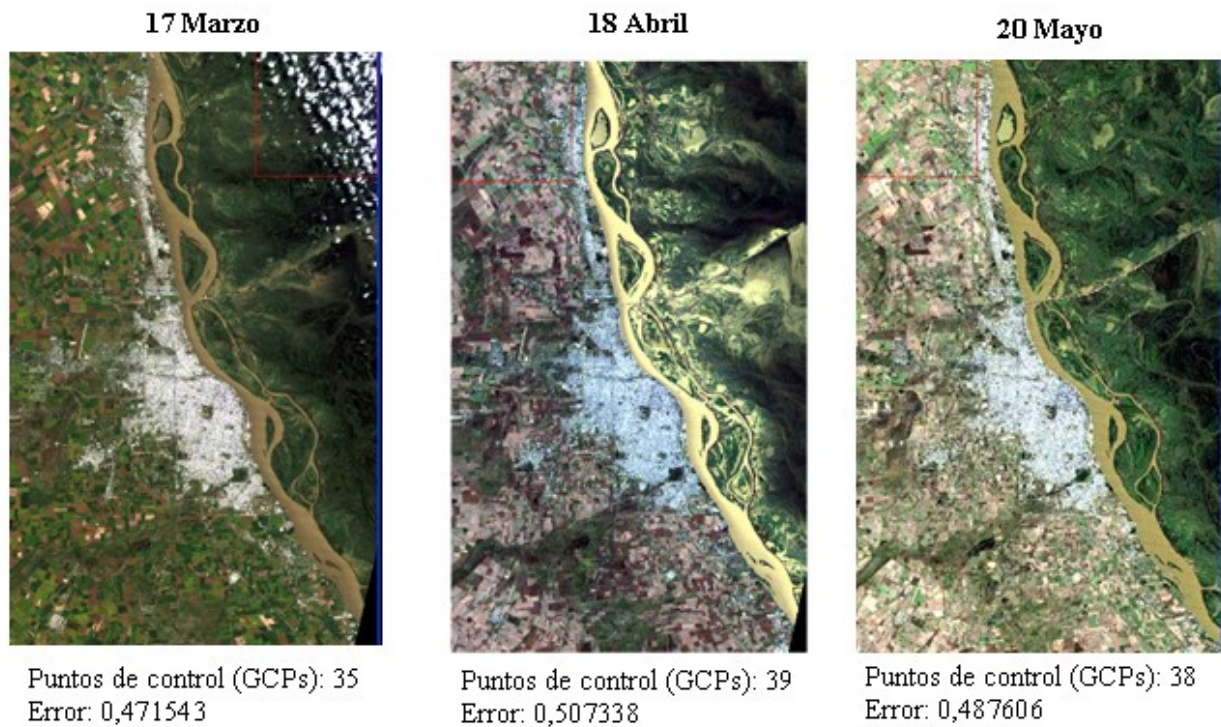 17 Marzo
18 Abril
20 Mayo
Puntos de control (GCPs): 35
Error: 0,471543
Puntos de control (GCPs): 39
Error: 0,507338
Puntos de control (GCPs): 38
Error: 0,487606